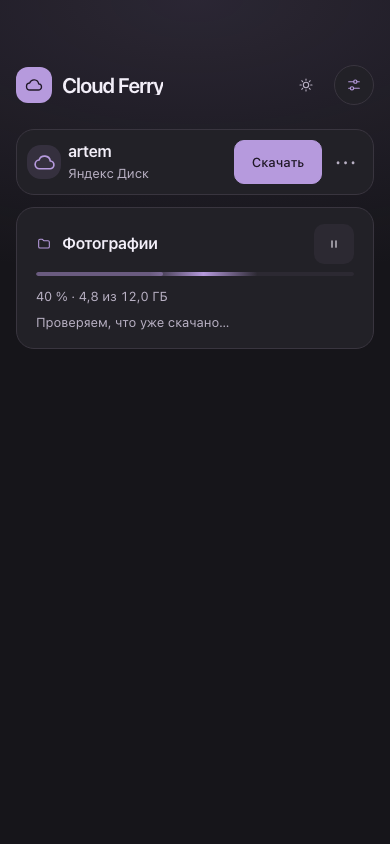 Cloud Ferry
artem
Яндекс Диск
Скачать
Фотографии
40 % · 4,8 из 12,0 ГБ
Проверяем, что уже скачано...